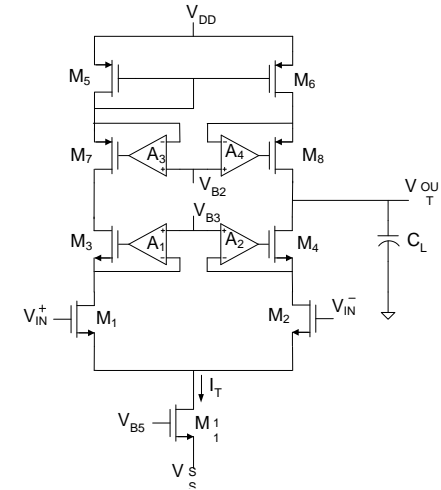 V_DD
M_5
M_6
M_7
A_3
A_4
M_8
V_B2
V_OUT
V_B3
M_3
A_1
A_2
M_4
C_L
V_IN^+
M_1
M_2
V_IN^-
I_T
V_B5
M_11
V_SS